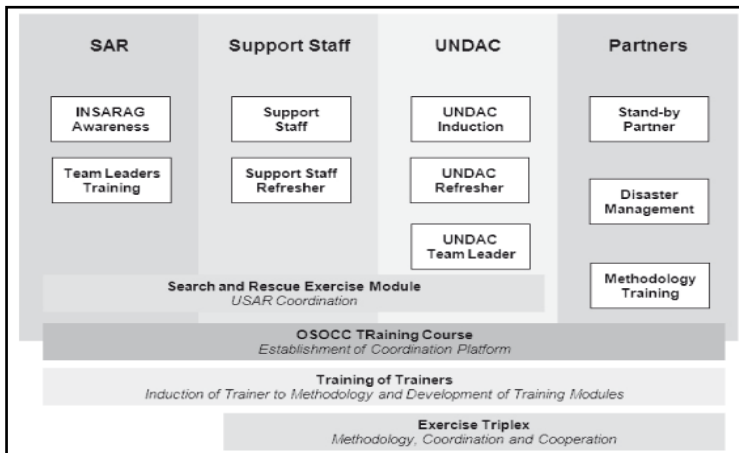 SAR
Support Staff
UNDAC
Partners
INSARAG
Awareness
Team Leaders
Training
Support
Staff
Support Staff
Refresher
UNDAC
Induction
UNDAC
Refresher
UNDAC
Team Leader
Stand-by
Partner
Disaster
Management
Methodology
Training
Search and Rescue Exercise Module
USAR Coordination
OSOCC TRaining Course
Establishment of Coordination Platform
Training of Trainers
Induction of Trainer to Methodology and Development of Training Modules
Exercise Triplex
Methodology, Coordination and Cooperation